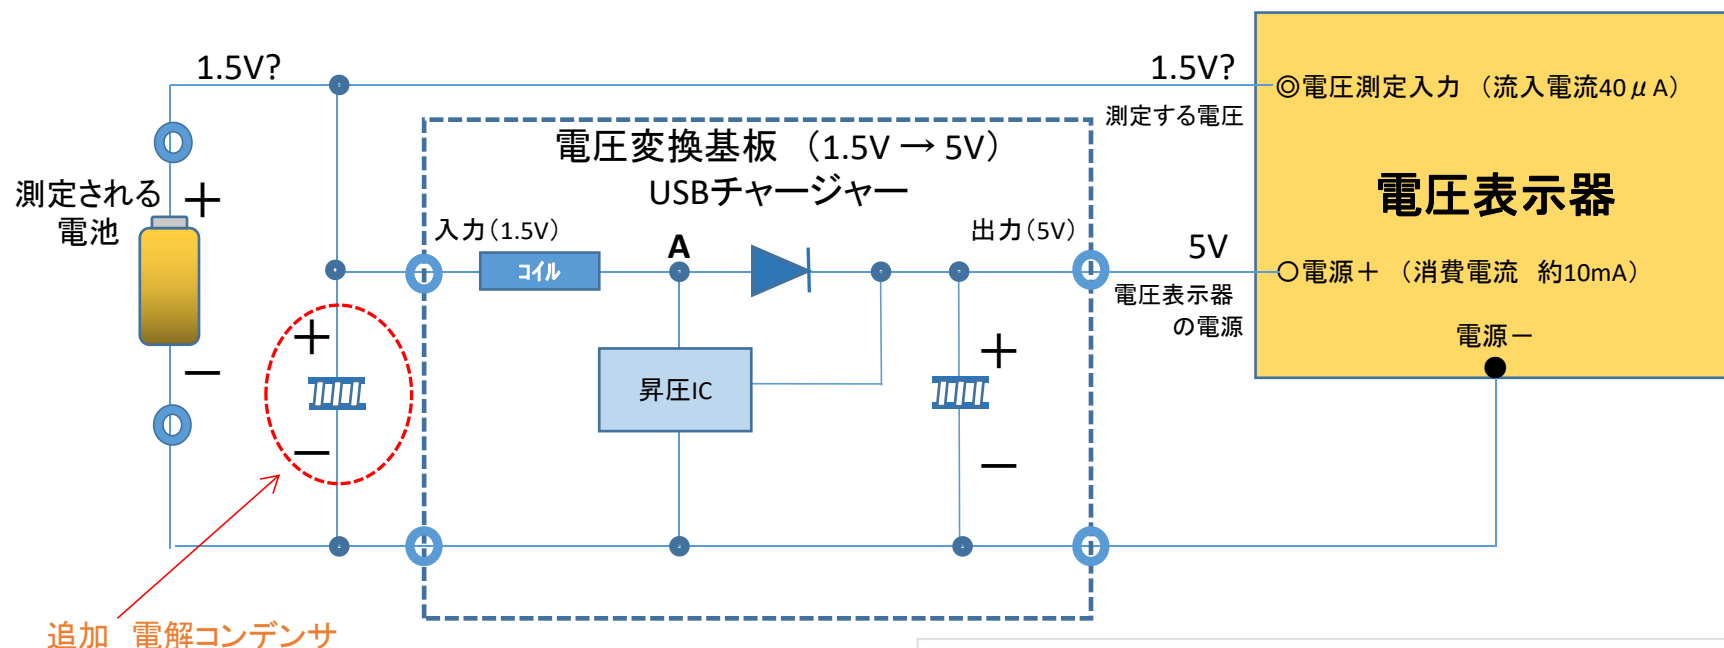 1.5V?
1.5V?
◎電圧測定入力 （流入電流40μA）
測定する電圧
電圧変換基板 （1.5V → 5V）
USBチャージャー
電圧表示器
測定される
電池
＋
－
入力（1.5V）
コイル
A
出力（5V）
5V
〇電源＋ （消費電流 約10mA）
電圧表示器
の電源
電源－
●
＋
－
昇圧IC
＋
－
追加 電解コンデンサ